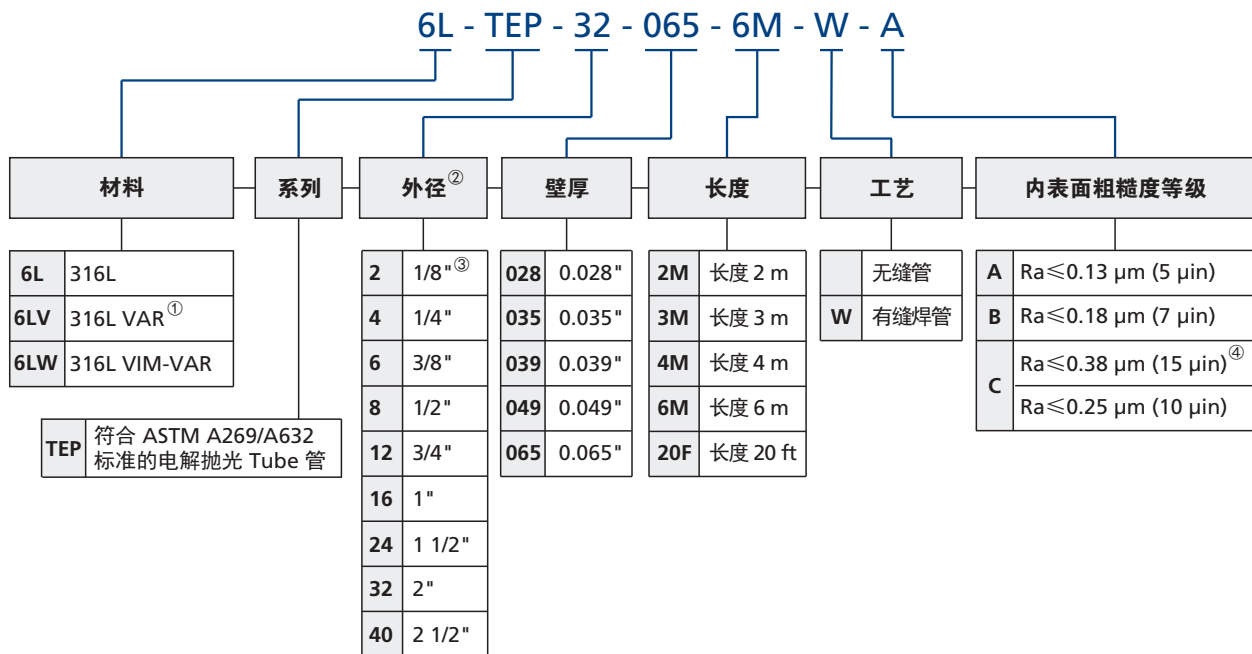 6L - TEP - 32 - 065 - 6M - W - A
材料 系列 外径② 壁厚 长度 工艺 内表面粗糙度等级
6L 316L
6LV 316L VAR①
6LW 316L VIM-VAR
TEP 符合 ASTM A269/A632
标准的电解抛光 Tube 管
2 1/8"③
4 1/4"
6 3/8"
8 1/2"
12 3/4"
16 1"
24 1 1/2"
32 2"
40 2 1/2"
028 0.028"
035 0.035"
039 0.039"
049 0.049"
065 0.065"
2M 长度 2 m
3M 长度 3 m
4M 长度 4 m
6M 长度 6 m
20F 长度 20 ft
无缝管
W 有缝焊管
A Ra≤0.13 µm (5 µin)
B Ra≤0.18 µm (7 µin)
C Ra≤0.38 µm (15 µin)④
Ra≤0.25 µm (10 µin)